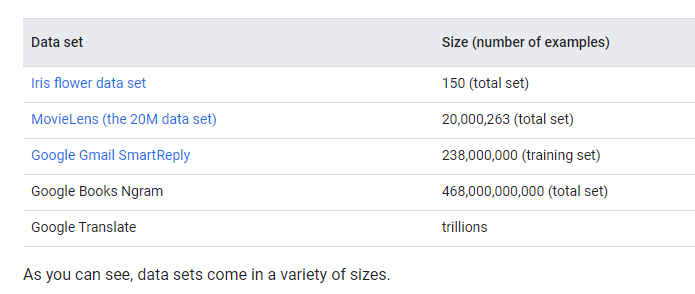 Data set Size (number of examples)
Iris flower data set 150 (total set)
MovieLens (the 20M data set) 20,000,263 (total set)
Google Gmail SmartReply 238,000,000 (training set)
Google Books Ngram 468,000,000,000 (total set)
Google Translate trillions
As you can see, data sets come in a variety of sizes.